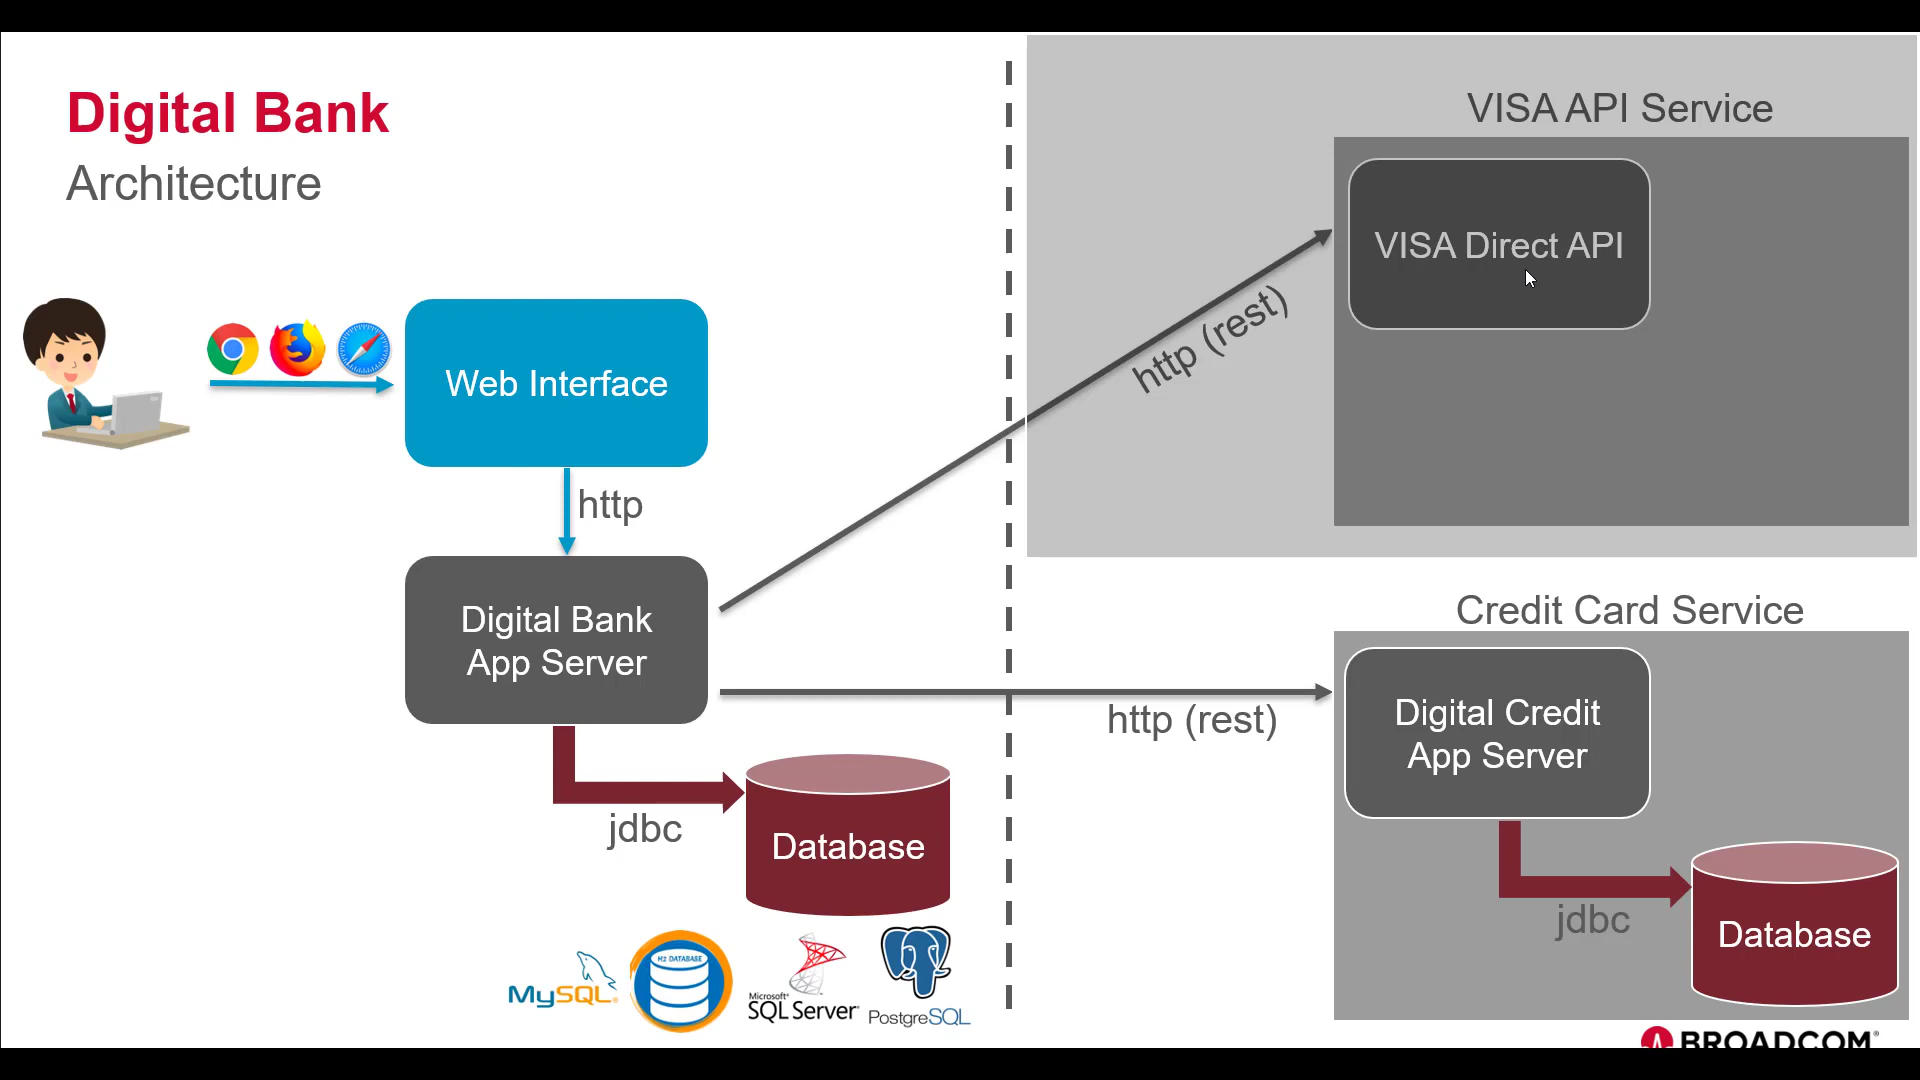 Digital Bank
Architecture
VISA API Service
VISA Direct API
http (rest)
Web Interface
http
Digital Bank
App Server
http (rest)
jdbc
Database
Credit Card Service
Digital Credit
App Server
jdbc
Database
MySQL®
H2 DATABASE
Microsoft®
SQL Server®
PostgreSQL
BROADCOM®